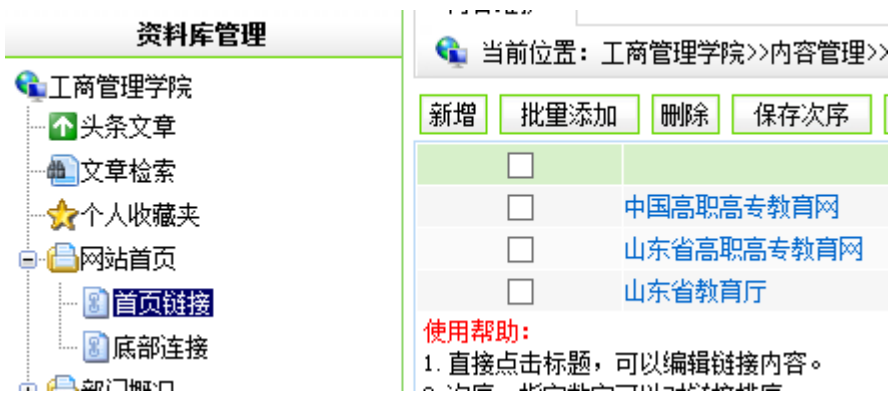 资料库管理
工商管理学院
头条文章
文章检索
个人收藏夹
网站首页
首页链接
底部连接
部门概况
当前位置：工商管理学院>>内容管理>>
新增 批量添加 删除 保存次序
中国高职高专教育网
山东省高职高专教育网
山东省教育厅
使用帮助：
1. 直接点击标题，可以编辑链接内容。